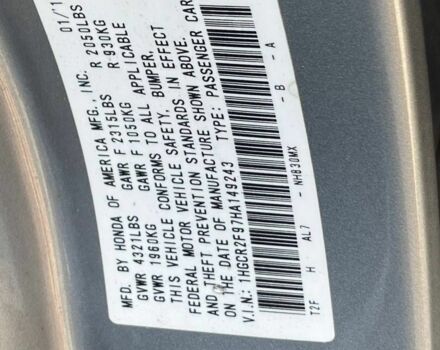 MFD. BY HONDA OF AMERICA MFG., INC. 01/1
GVWR 4321LBS GAWR F 2315LBS R 2050LBS
GVWR 1960KG GAWR F 1050KG R 930KG
THIS VEHICLE CONFORMS TO ALL APPLICABLE
FEDERAL MOTOR VEHICLE SAFETY, BUMPER,
AND THEFT PREVENTION STANDARDS IN EFFECT
ON THE DATE OF MANUFACTURE SHOWN ABOVE.
V.I.N.: 1HGCR2F97HA149243 TYPE: PASSENGER CAR
NH830MX - B - A
T2F H AL7